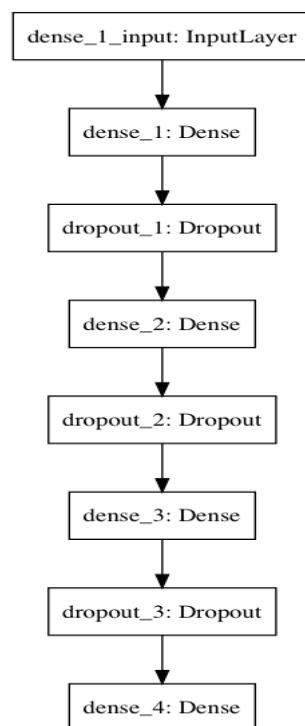 dense_1_input: InputLayer
dense_1: Dense
dropout_1: Dropout
dense_2: Dense
dropout_2: Dropout
dense_3: Dense
dropout_3: Dropout
dense_4: Dense